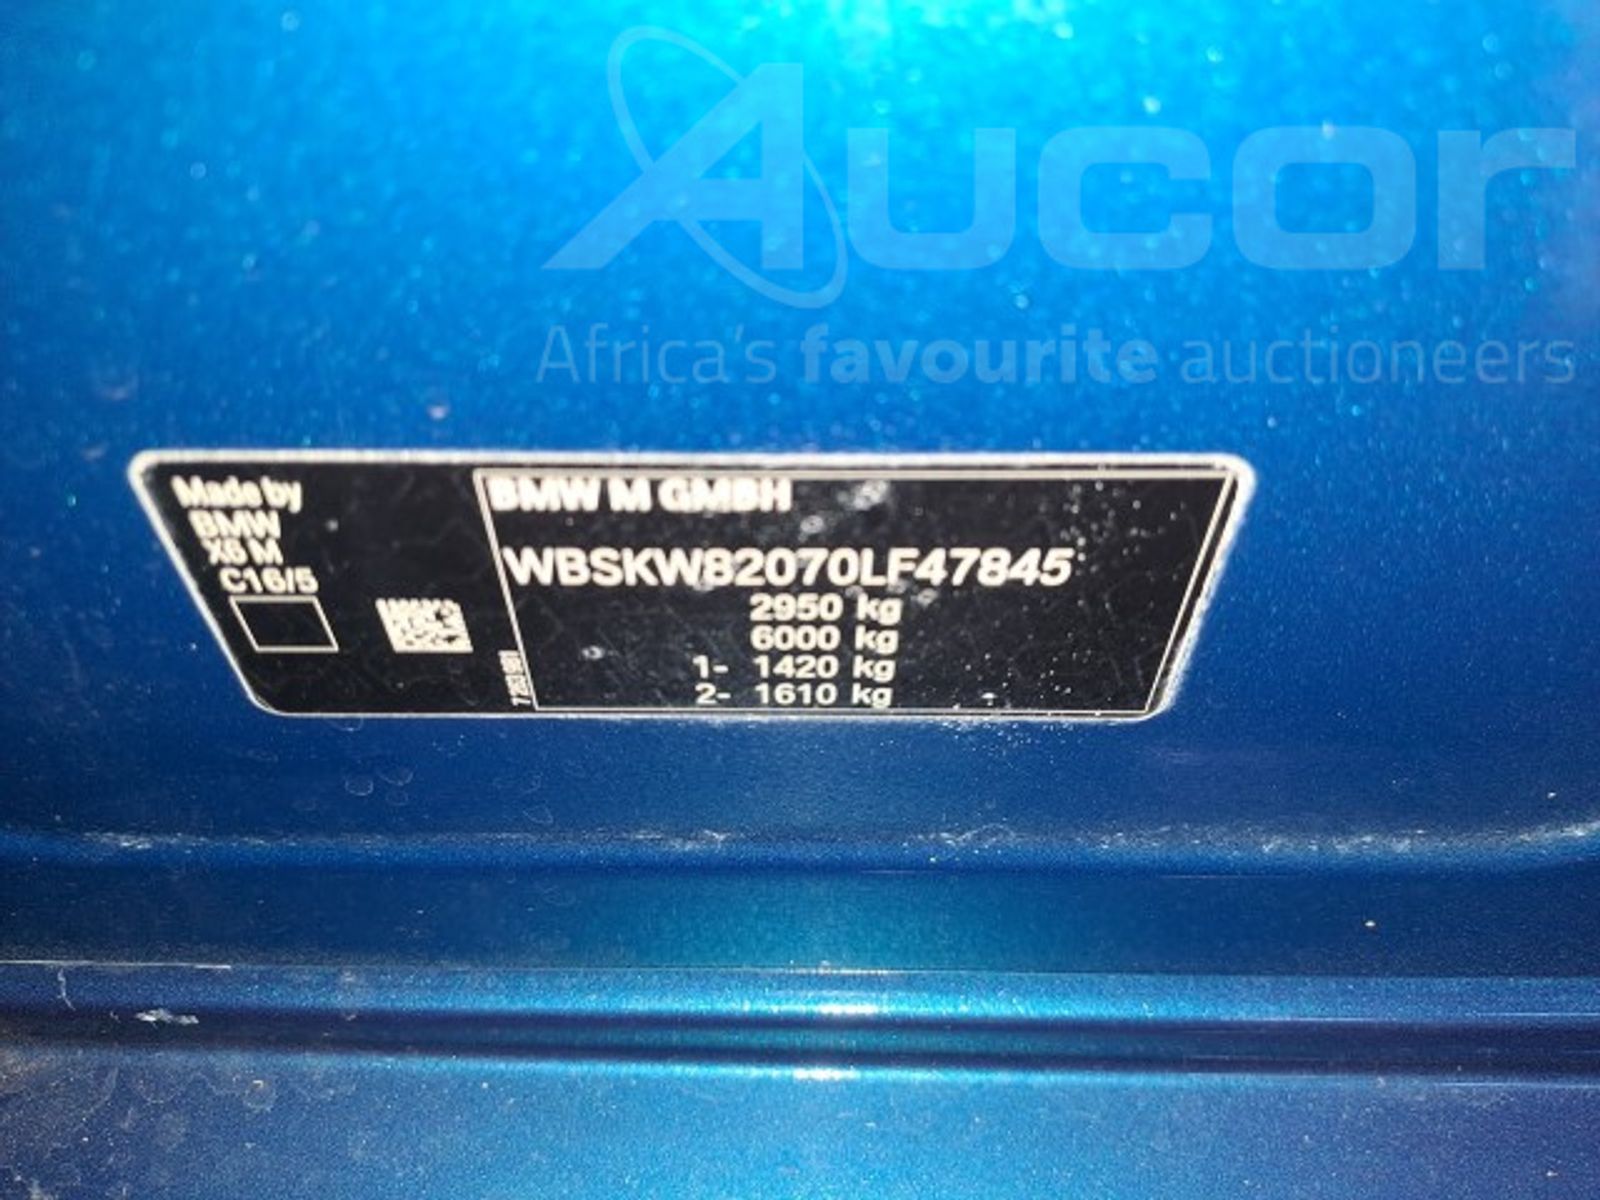 Aucor
Africa's favourite auctioneers
Made by
BMW
X6 M
C16/5
BMW M GMBH
WBSKW82070LF47845
2950 kg
6000 kg
1- 1420 kg
2- 1610 kg